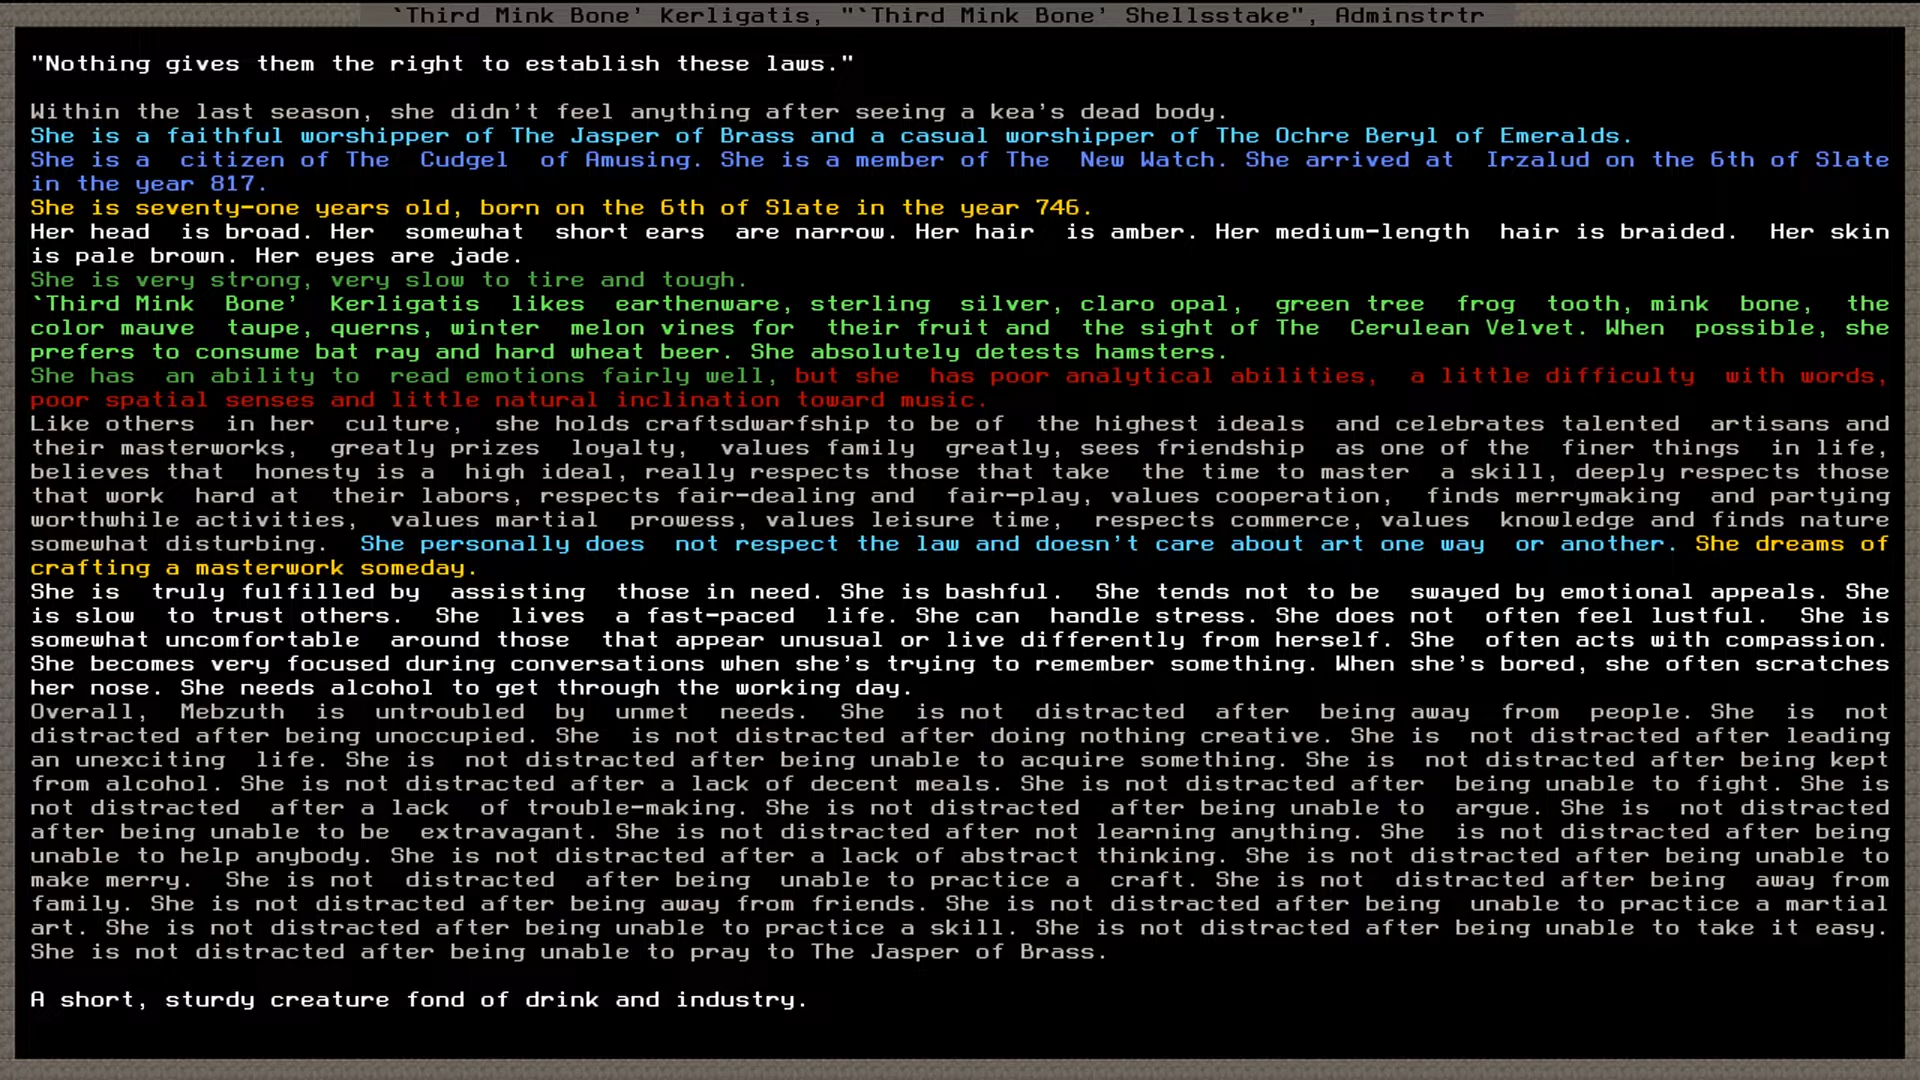 `Third Mink Bone' Kerligatis, "`Third Mink Bone' Shellsstake", Adminstrtr
"Nothing gives them the right to establish these laws."
Within the last season, she didn't feel anything after seeing a kea's dead body.
She is a faithful worshipper of The Jasper of Brass and a casual worshipper of The Ochre Beryl of Emeralds.
She is a citizen of The Cudgel of Amusing. She is a member of The New Watch. She arrived at Irzalud on the 6th of Slate
in the year 817.
She is seventy-one years old, born on the 6th of Slate in the year 746.
Her head is broad. Her somewhat short ears are narrow. Her hair is amber. Her medium-length hair is braided. Her skin
is pale brown. Her eyes are jade.
She is very strong, very slow to tire and tough.
`Third Mink Bone' Kerligatis likes earthenware, sterling silver, claro opal, green tree frog tooth, mink bone, the
color mauve taupe, querns, winter melon vines for their fruit and the sight of The Cerulean Velvet. When possible, she
prefers to consume bat ray and hard wheat beer. She absolutely detests hamsters.
She has an ability to read emotions fairly well, but she has poor analytical abilities, a little difficulty with words,
poor spatial senses and little natural inclination toward music.
Like others in her culture, she holds craftsdwarfship to be of the highest ideals and celebrates talented artisans and
their masterworks, greatly prizes loyalty, values family greatly, sees friendship as one of the finer things in life,
believes that honesty is a high ideal, really respects those that take the time to master a skill, deeply respects those
that work hard at their labors, respects fair-dealing and fair-play, values cooperation, finds merrymaking and partying
worthwhile activities, values martial prowess, values leisure time, respects commerce, values knowledge and finds nature
somewhat disturbing. She personally does not respect the law and doesn't care about art one way or another. She dreams of
crafting a masterwork someday.
She is truly fulfilled by assisting those in need. She is bashful. She tends not to be swayed by emotional appeals. She
is slow to trust others. She lives a fast-paced life. She can handle stress. She does not often feel lustful. She is
somewhat uncomfortable around those that appear unusual or live differently from herself. She often acts with compassion.
She becomes very focused during conversations when she's trying to remember something. When she's bored, she often scratches
her nose. She needs alcohol to get through the working day.
Overall, Mebzuth is untroubled by unmet needs. She is not distracted after being away from people. She is not
distracted after being unoccupied. She is not distracted after doing nothing creative. She is not distracted after leading
an unexciting life. She is not distracted after being unable to acquire something. She is not distracted after being kept
from alcohol. She is not distracted after a lack of decent meals. She is not distracted after being unable to fight. She is
not distracted after a lack of trouble-making. She is not distracted after being unable to argue. She is not distracted
after being unable to be extravagant. She is not distracted after not learning anything. She is not distracted after being
unable to help anybody. She is not distracted after a lack of abstract thinking. She is not distracted after being unable to
make merry. She is not distracted after being unable to practice a craft. She is not distracted after being away from
family. She is not distracted after being away from friends. She is not distracted after being unable to practice a martial
art. She is not distracted after being unable to practice a skill. She is not distracted after being unable to take it easy.
She is not distracted after being unable to pray to The Jasper of Brass.
A short, sturdy creature fond of drink and industry.